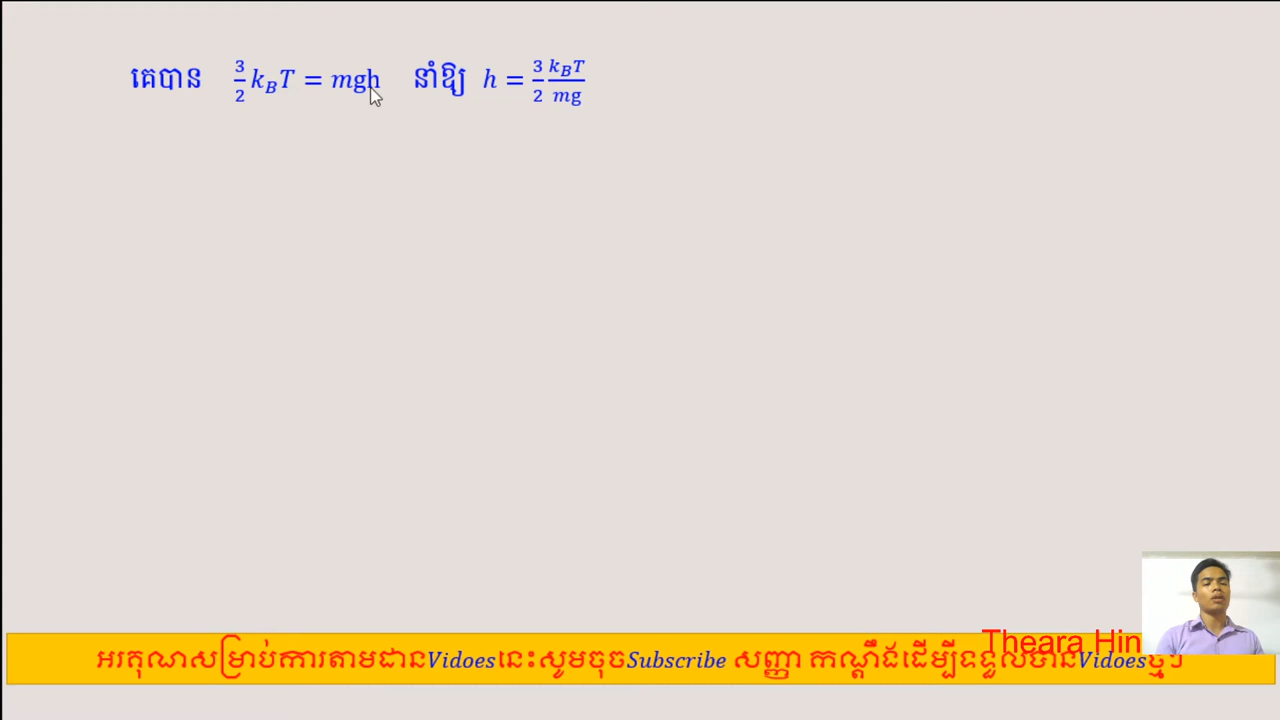 គេបាន 3/2 k_B T = mgh នាំឱ្យ h = 3/2 k_B T/mg
Theara Hin
អរគុណសម្រាប់ការតាមដានVidoesនេះសូមចុចSubscribe សញ្ញា កណ្ដឹងដើម្បីទទួលបានVidoesថ្មីៗ